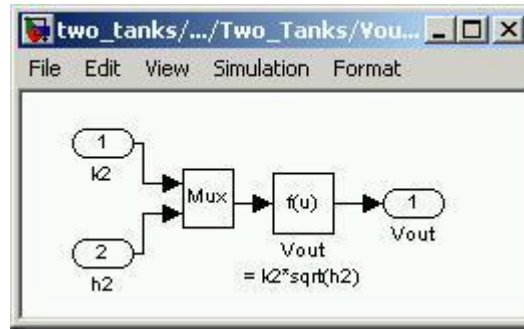 two_tanks/.../Two_Tanks/Vou...
File Edit View Simulation Format
1
k2
Mux
f(u)
1
Vout
Vout
= k2*sqrt(h2)
2
h2